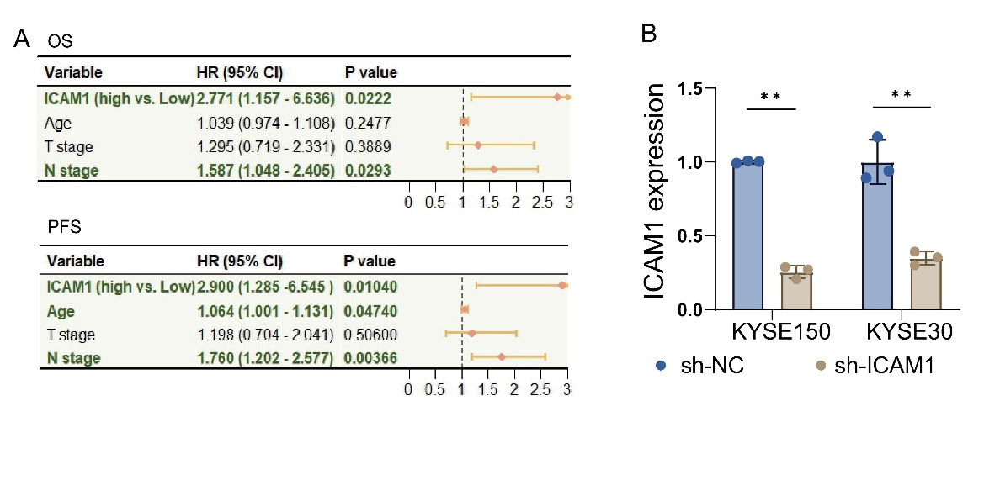 A OS
Variable HR (95% CI) P value
ICAM1 (high vs. Low) 2.771 (1.157 - 6.636) 0.0222
Age 1.039 (0.974 - 1.108) 0.2477
T stage 1.295 (0.719 - 2.331) 0.3889
N stage 1.587 (1.048 - 2.405) 0.0293
0 0.5 1 1.5 2 2.5 3
PFS
Variable HR (95% CI) P value
ICAM1 (high vs. Low) 2.900 (1.285 -6.545 ) 0.01040
Age 1.064 (1.001 - 1.131) 0.04740
T stage 1.198 (0.704 - 2.041) 0.50600
N stage 1.760 (1.202 - 2.577) 0.00366
0 0.5 1 1.5 2 2.5 3
B
ICAM1 expression
1.5
1.0
0.5
0.0
** **
KYSE150 KYSE30
sh-NC sh-ICAM1